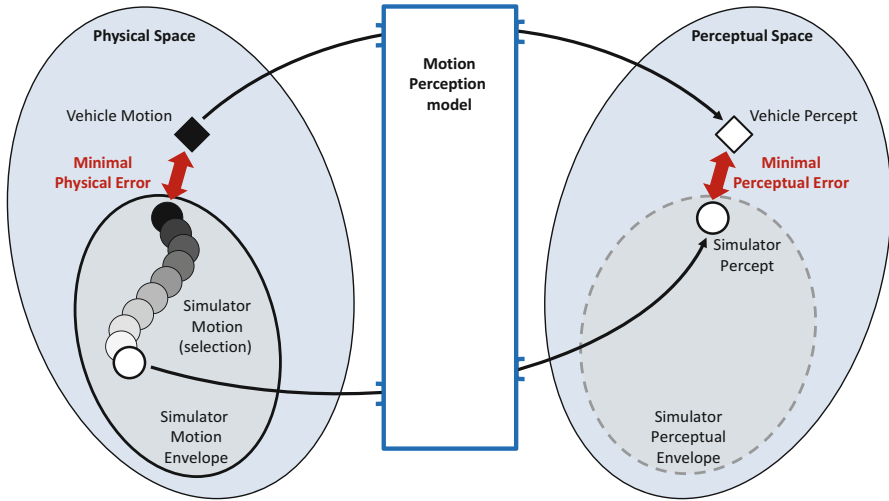 Physical Space
Vehicle Motion
Minimal
Physical Error
Simulator
Motion
(selection)
Simulator
Motion
Envelope
Motion
Perception
model
Perceptual Space
Vehicle Percept
Minimal
Perceptual Error
Simulator
Percept
Simulator
Perceptual
Envelope